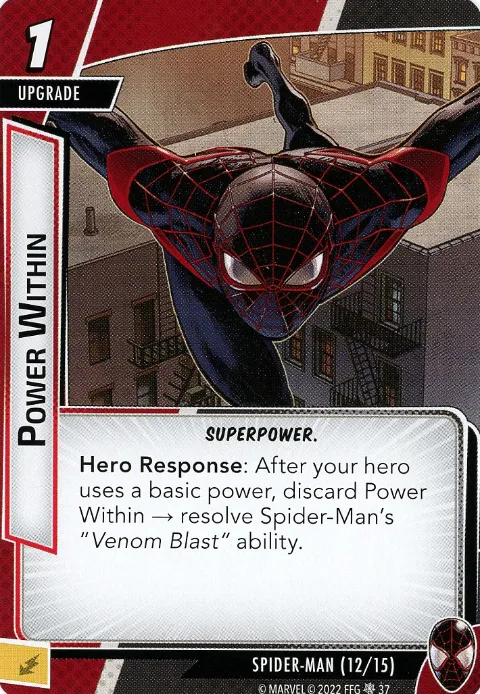 1
UPGRADE
POWER WITHIN
SUPERPOWER.
Hero Response: After your hero
uses a basic power, discard Power
Within → resolve Spider-Man's
"Venom Blast" ability.
SPIDER-MAN (12/15)
© MARVEL © 2022 FFG 37